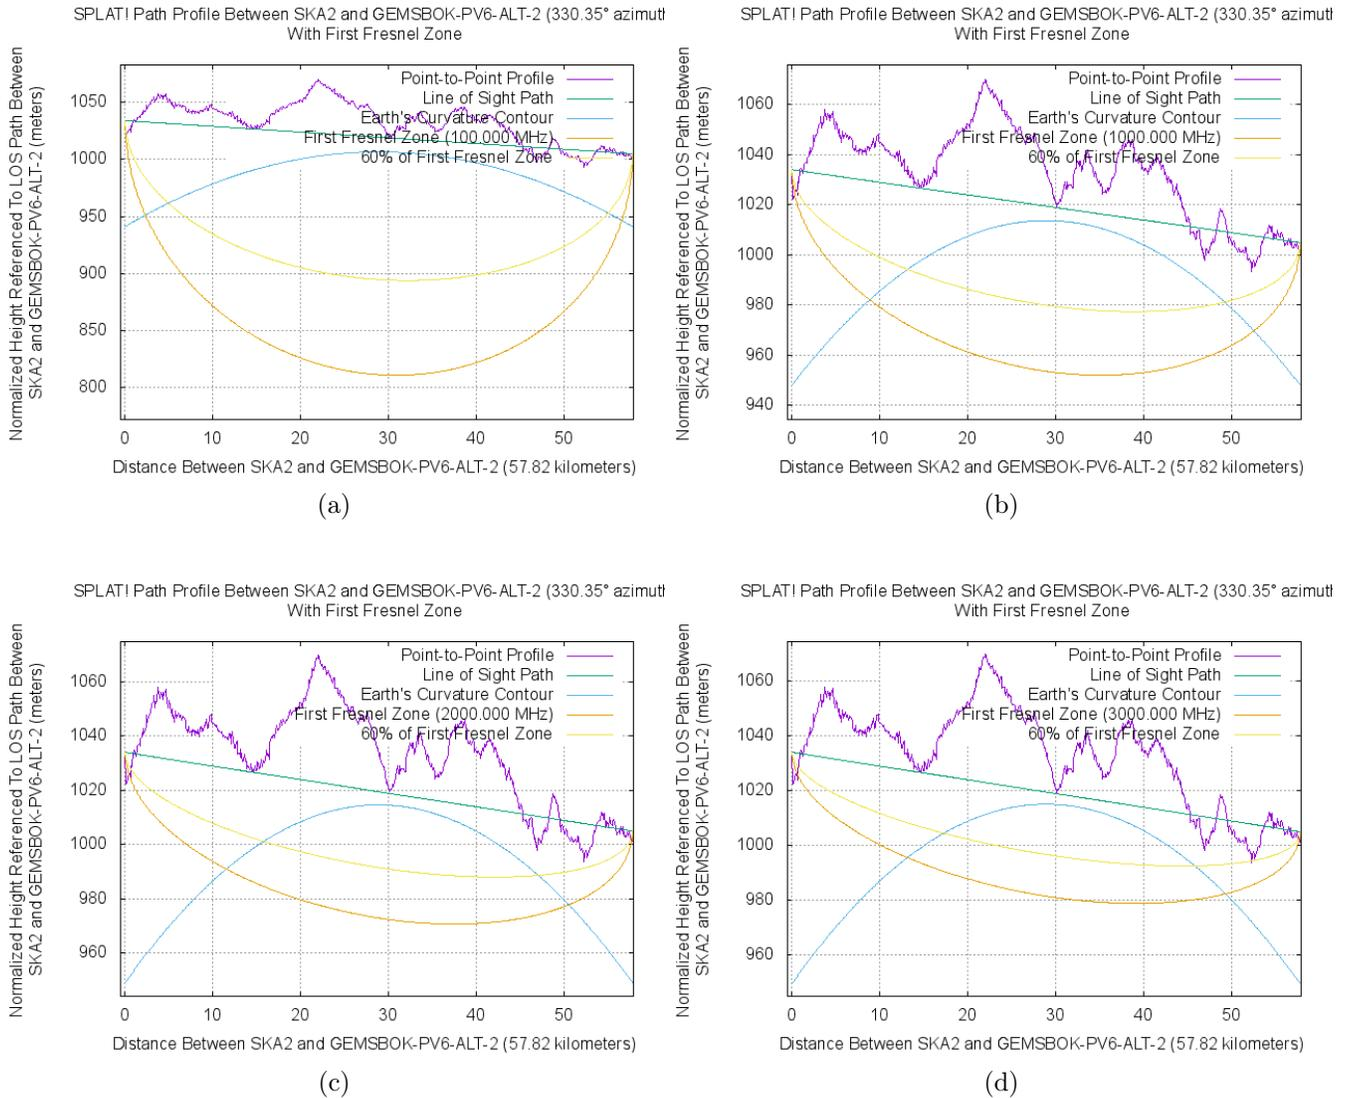 SPLAT! Path Profile Between SKA2 and GEMSBOK-PV6-ALT-2 (330.35° azimuth
With First Fresnel Zone
Normalized Height Referenced To LOS Path Between
SKA2 and GEMSBOK-PV6-ALT-2 (meters)
Point-to-Point Profile
Line of Sight Path
Earth's Curvature Contour
First Fresnel Zone (100.000 MHz)
60% of First Fresnel Zone
1050
1000
950
900
850
800
0 10 20 30 40 50
Distance Between SKA2 and GEMSBOK-PV6-ALT-2 (57.82 kilometers)
(a)
SPLAT! Path Profile Between SKA2 and GEMSBOK-PV6-ALT-2 (330.35° azimuth
With First Fresnel Zone
Normalized Height Referenced To LOS Path Between
SKA2 and GEMSBOK-PV6-ALT-2 (meters)
Point-to-Point Profile
Line of Sight Path
Earth's Curvature Contour
First Fresnel Zone (1000.000 MHz)
60% of First Fresnel Zone
1060
1040
1020
1000
980
960
940
0 10 20 30 40 50
Distance Between SKA2 and GEMSBOK-PV6-ALT-2 (57.82 kilometers)
(b)
SPLAT! Path Profile Between SKA2 and GEMSBOK-PV6-ALT-2 (330.35° azimuth
With First Fresnel Zone
Normalized Height Referenced To LOS Path Between
SKA2 and GEMSBOK-PV6-ALT-2 (meters)
Point-to-Point Profile
Line of Sight Path
Earth's Curvature Contour
First Fresnel Zone (2000.000 MHz)
60% of First Fresnel Zone
1060
1040
1020
1000
980
960
0 10 20 30 40 50
Distance Between SKA2 and GEMSBOK-PV6-ALT-2 (57.82 kilometers)
(c)
SPLAT! Path Profile Between SKA2 and GEMSBOK-PV6-ALT-2 (330.35° azimuth
With First Fresnel Zone
Normalized Height Referenced To LOS Path Between
SKA2 and GEMSBOK-PV6-ALT-2 (meters)
Point-to-Point Profile
Line of Sight Path
Earth's Curvature Contour
First Fresnel Zone (3000.000 MHz)
60% of First Fresnel Zone
1060
1040
1020
1000
980
960
0 10 20 30 40 50
Distance Between SKA2 and GEMSBOK-PV6-ALT-2 (57.82 kilometers)
(d)